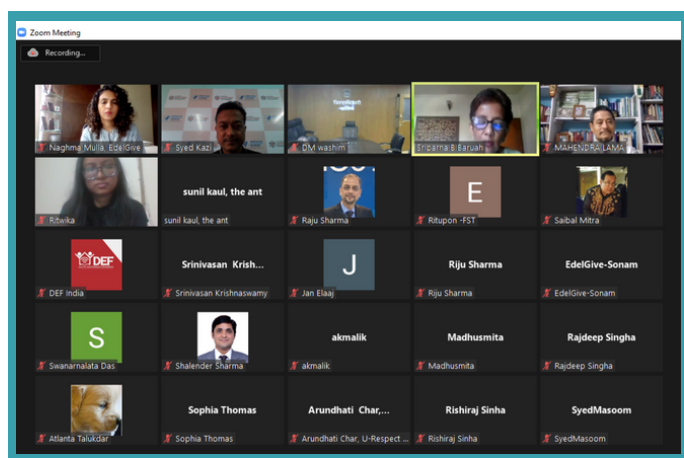 Zoom Meeting
Recording...
Naghma Mulla, EdelGive
Syed Kazi
DM washim
Sriparna B Baruah
MAHENDRA LAMA
Ritwika
sunil kaul, the ant
sunil kaul, the ant
Raju Sharma
E
Ritupon -FST
Saibal Mitra
DEF
DEF India
Srinivasan Krish...
Srinivasan Krishnaswamy
J
Jan Elaaj
Riju Sharma
Riju Sharma
EdelGive-Sonam
EdelGive-Sonam
S
Swanarnalata Das
Shalender Sharma
akmalik
akmalik
Madhusmita
Madhusmita
Rajdeep Singha
Rajdeep Singha
Atlanta Talukdar
Sophia Thomas
Sophia Thomas
Arundhati Char,...
Arundhati Char, U-Respect ...
Rishiraj Sinha
Rishiraj Sinha
SyedMasoom
SyedMasoom